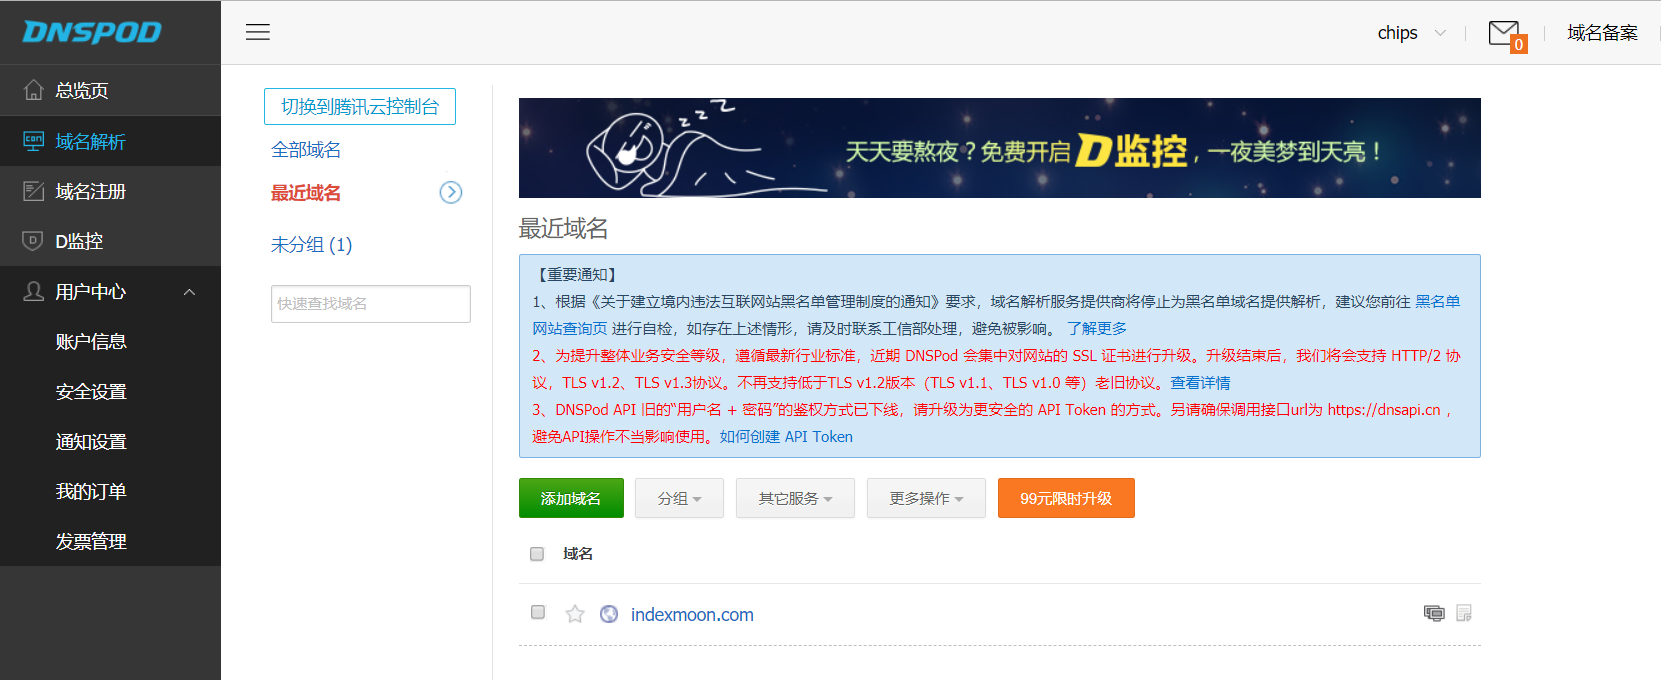 DNSPOD
chips
0
域名备案
总览页
域名解析
域名注册
D监控
用户中心
账户信息
安全设置
通知设置
我的订单
发票管理
切换到腾讯云控制台
全部域名
最近域名
未分组 (1)
快速查找域名
z z z z
天天要熬夜？免费开启D监控，一夜美梦到天亮！
最近域名
【重要通知】
1、根据《关于建立境内违法互联网站黑名单管理制度的通知》要求，域名解析服务提供商将停止为黑名单域名提供解析，建议您前往 黑名单
网站查询页 进行自检，如存在上述情形，请及时联系工信部处理，避免被影响。 了解更多
2、为提升整体业务安全等级，遵循最新行业标准，近期 DNSPod 会集中对网站的 SSL 证书进行升级。升级结束后，我们将会支持 HTTP/2 协
议，TLS v1.2、TLS v1.3协议。不再支持低于TLS v1.2版本（TLS v1.1、TLS v1.0 等）老旧协议。查看详情
3、DNSPod API 旧的“用户名 + 密码”的鉴权方式已下线，请升级为更安全的 API Token 的方式。另请确保调用接口url为 https://dnsapi.cn ，
避免API操作不当影响使用。如何创建 API Token
添加域名
分组
其它服务
更多操作
99元限时升级
域名
indexmoon.com